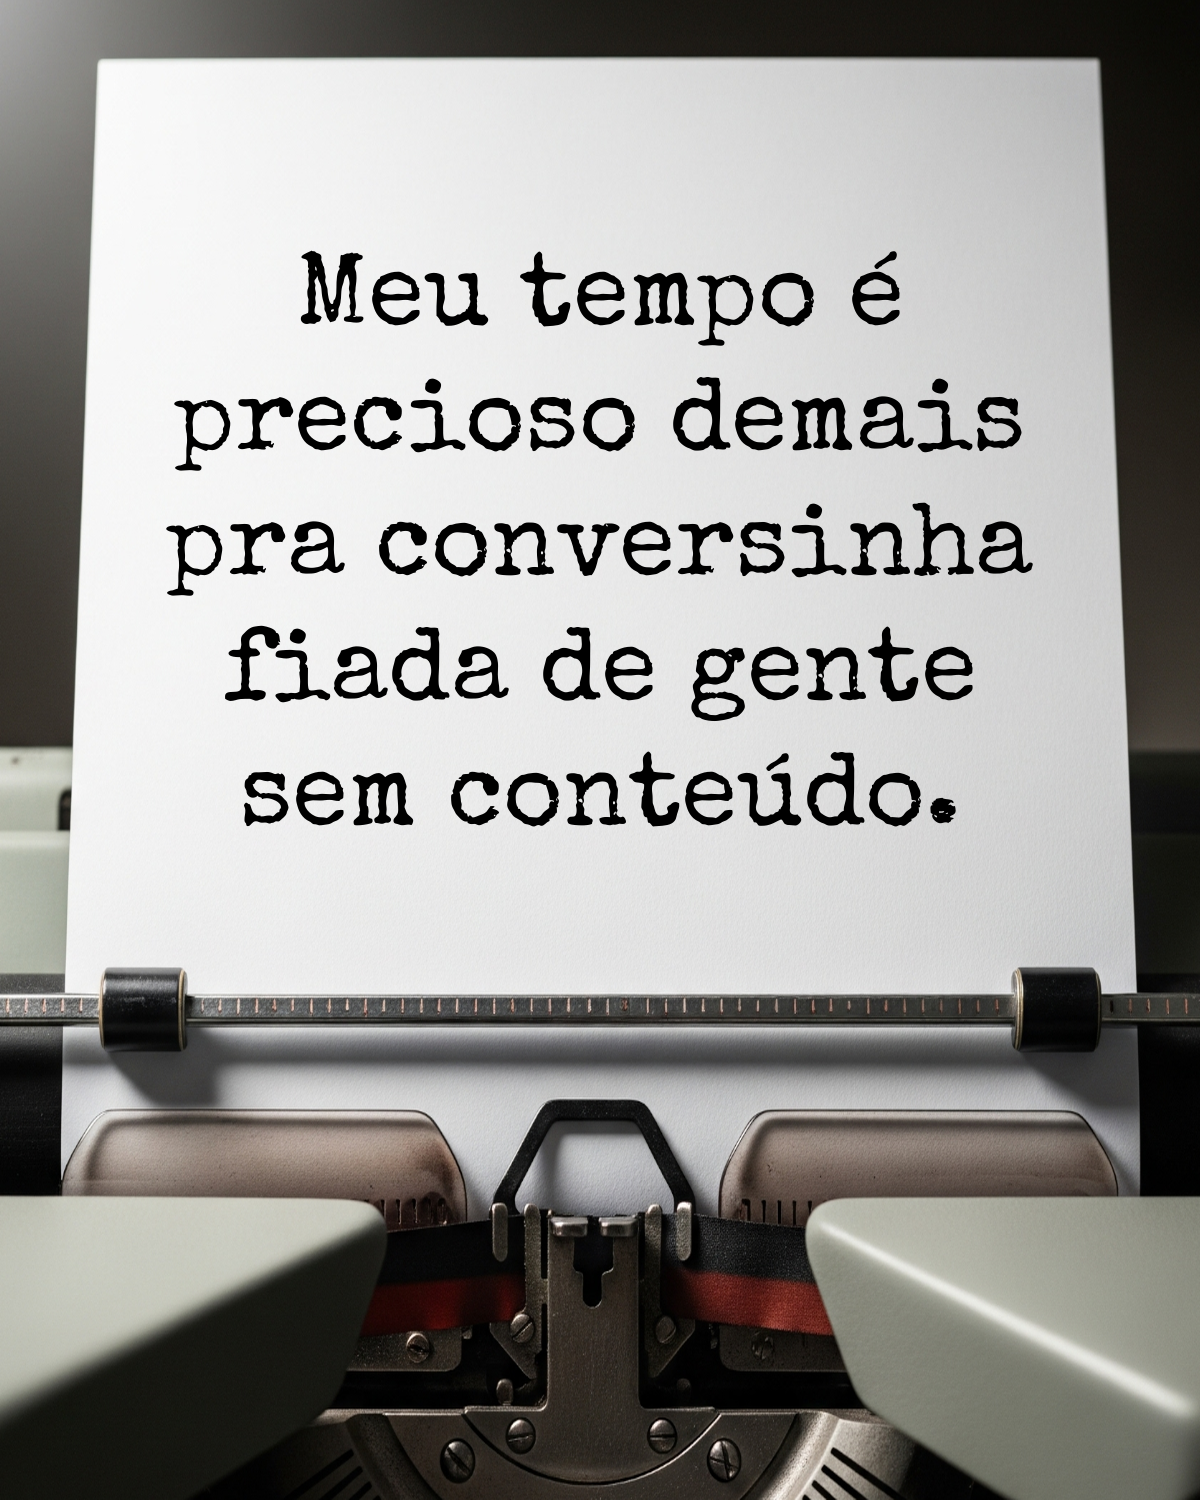 Meu tempo é
precioso demais
pra conversinha
fiada de gente
sem conteúdo.